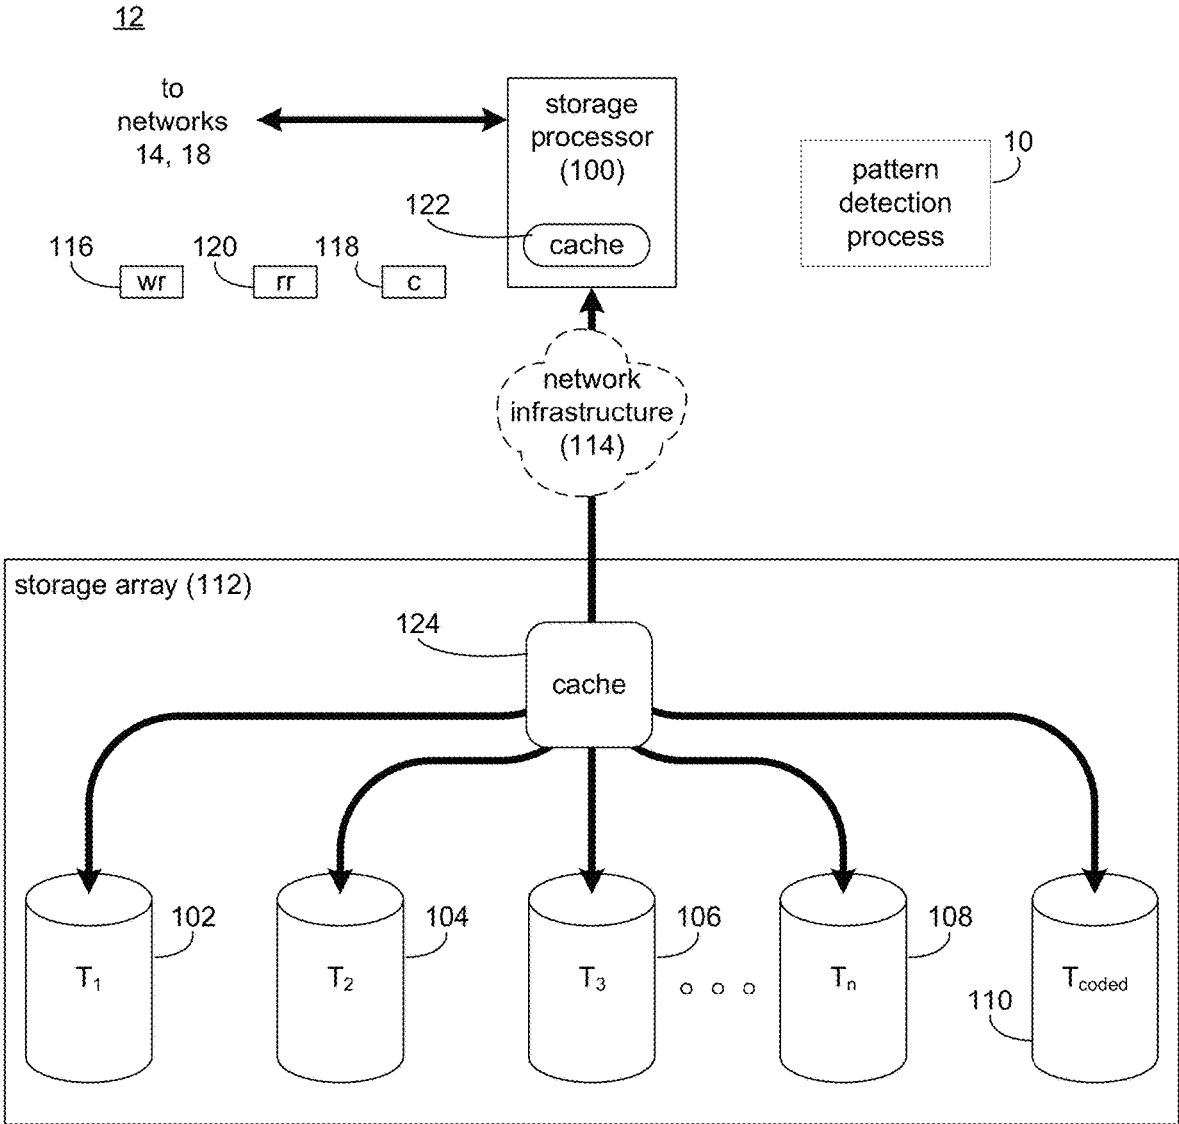 12
to
networks
14, 18
storage
processor
(100)
122
cache
10
pattern
detection
process
116
wr
120
rr
118
c
network
infrastructure
(114)
storage array (112)
124
cache
102
T1
104
T2
106
T3
108
Tn
110
Tcoded